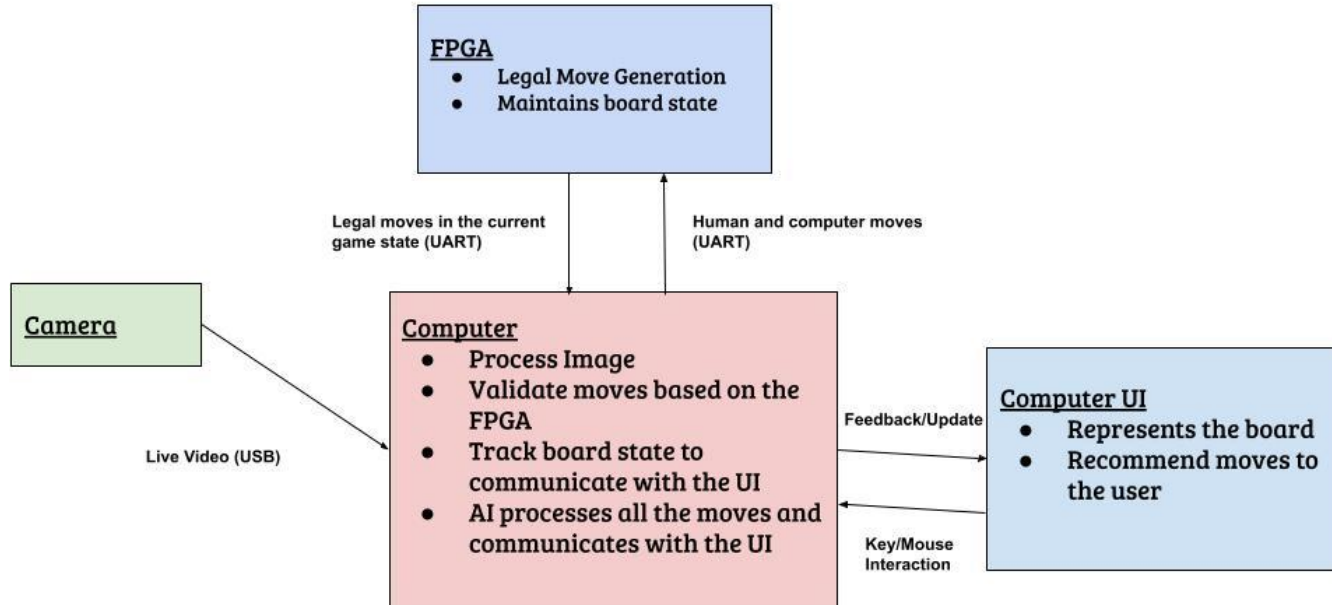 FPGA
● Legal Move Generation
● Maintains board state
Legal moves in the current
game state (UART)
Human and computer moves
(UART)
Camera
Live Video (USB)
Computer
● Process Image
● Validate moves based on the
FPGA
● Track board state to
communicate with the UI
● AI processes all the moves and
communicates with the UI
Feedback/Update
Key/Mouse
Interaction
Computer UI
● Represents the board
● Recommend moves to
the user